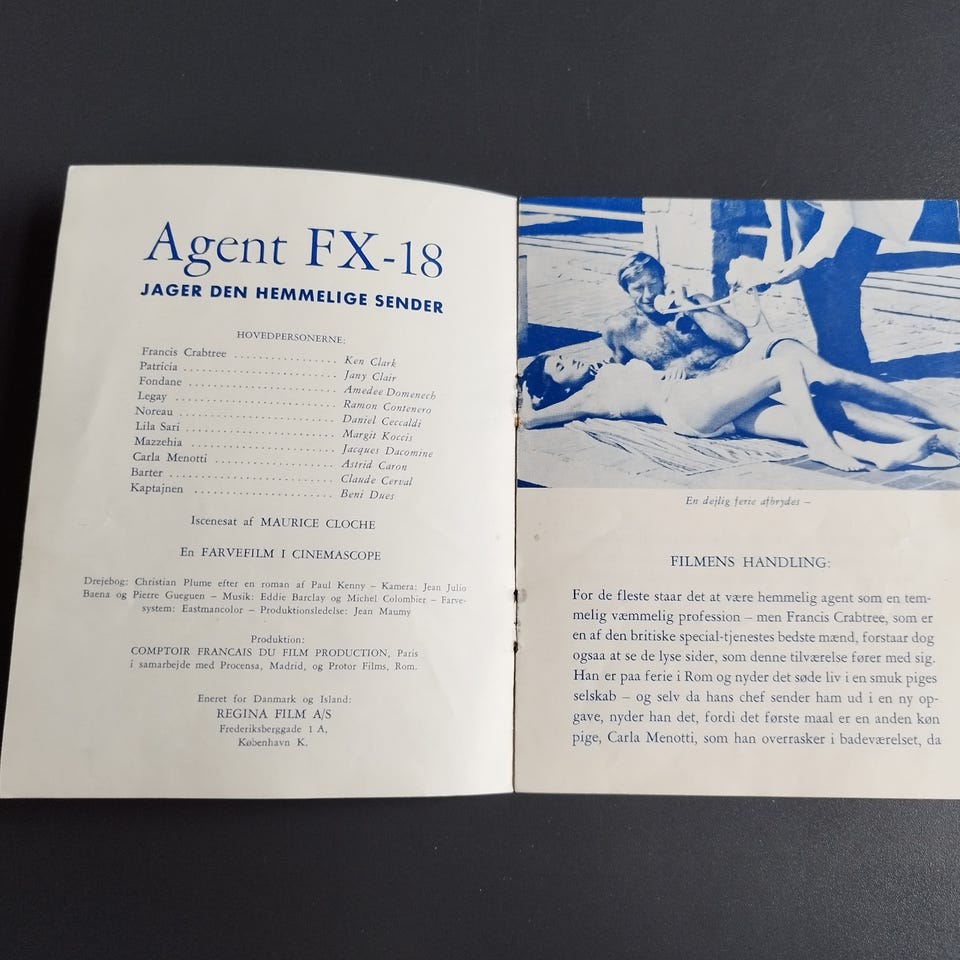 Agent FX-18
JAGER DEN HEMMELIGE SENDER
HOVEDPERSONERNE:
Francis Crabtree ................. Ken Clark
Patricia ......................... Jany Clair
Fondane ......................... Amedee Domenech
Legay ......................... Ramon Contenero
Noreau ......................... Daniel Ceccaldi
Lila Sari ......................... Margit Koccis
Mazzehia ......................... Jacques Dacomine
Carla Menotti .................... Astrid Caron
Barter ......................... Claude Cerval
Kaptajnen ....................... Beni Dues
Iscenesat af MAURICE CLOCHE
En FARVEFILM I CINEMASCOPE
Drejebog: Christian Plume efter en roman af Paul Kenny – Kamera: Jean Julio
Baena og Pierre Gueguen – Musik: Eddie Barclay og Michel Colombier – Farve-
system: Eastmancolor – Produktionsledelse: Jean Maumy
Produktion:
COMPTOIR FRANCAIS DU FILM PRODUCTION, Paris
i samarbejde med Procensa, Madrid, og Protor Films, Rom.
Eneret for Danmark og Island:
REGINA FILM A/S
Frederiksberggade 1 A,
København K.
En dejlig ferie afbrydes –
FILMENS HANDLING:
For de fleste staar det at være hemmelig agent som en tem-
melig væmmelig profession – men Francis Crabtree, som er
en af den britiske special-tjenestes bedste mænd, forstaar dog
ogsaa at se de lyse sider, som denne tilværelse fører med sig.
Han er paa ferie i Rom og nyder det søde liv i en smuk piges
selskab – og selv da hans chef sender ham ud i en ny op-
gave, nyder han det, fordi det første maal er en anden køn
pige, Carla Menotti, som han overrasker i badeværelset, da